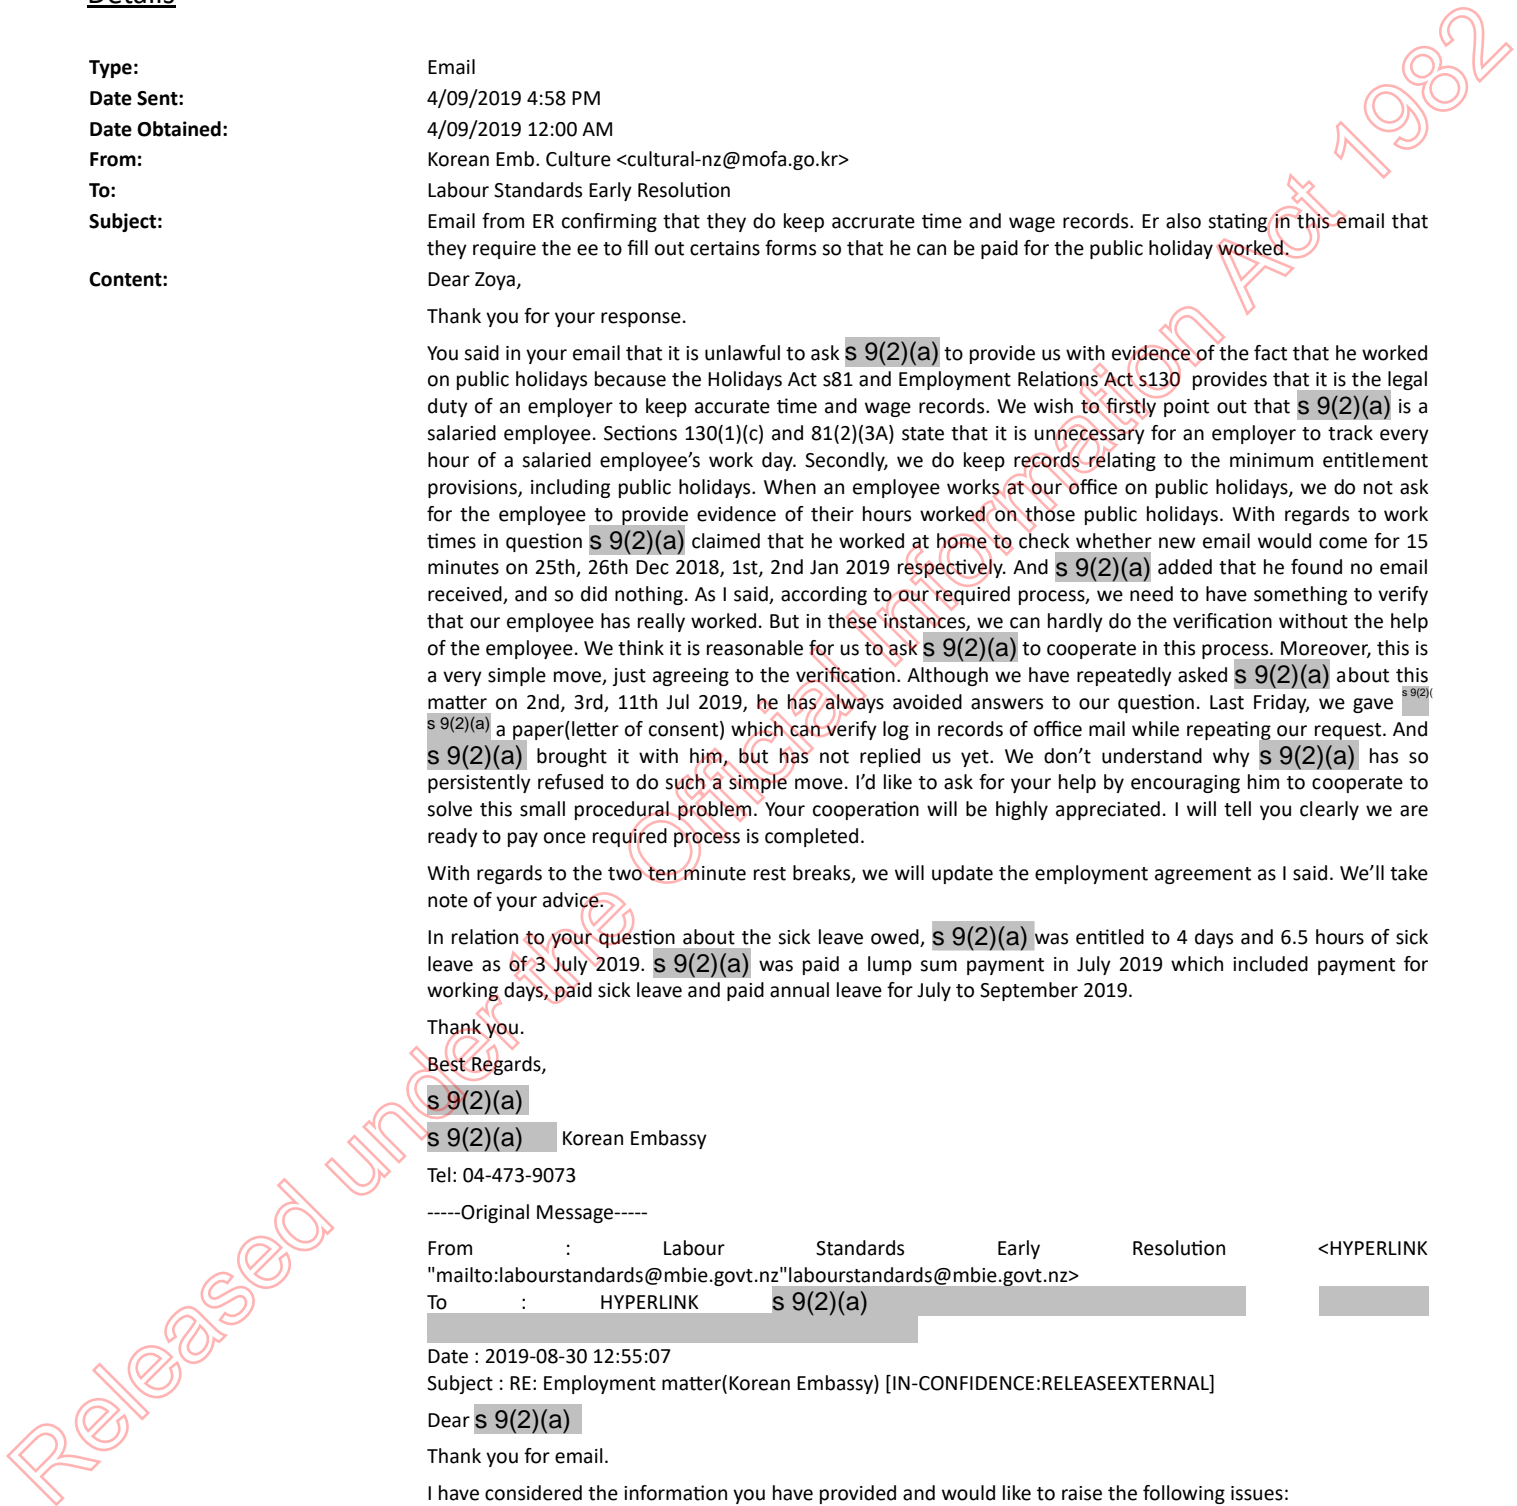 Details
Type: Email
Date Sent: 4/09/2019 4:58 PM
Date Obtained: 4/09/2019 12:00 AM
From: Korean Emb. Culture <cultural-nz@mofa.go.kr>
To: Labour Standards Early Resolution
Subject: Email from ER confirming that they do keep accrurate time and wage records. Er also stating in this email that
they require the ee to fill out certains forms so that he can be paid for the public holiday worked.
Content: Dear Zoya,
Thank you for your response.
You said in your email that it is unlawful to ask s 9(2)(a) to provide us with evidence of the fact that he worked
on public holidays because the Holidays Act s81 and Employment Relations Act s130 provides that it is the legal
duty of an employer to keep accurate time and wage records. We wish to firstly point out that s 9(2)(a) is a
salaried employee. Sections 130(1)(c) and 81(2)(3A) state that it is unnecessary for an employer to track every
hour of a salaried employee's work day. Secondly, we do keep records relating to the minimum entitlement
provisions, including public holidays. When an employee works at our office on public holidays, we do not ask
for the employee to provide evidence of their hours worked on those public holidays. With regards to work
times in question s 9(2)(a) claimed that he worked at home to check whether new email would come for 15
minutes on 25th, 26th Dec 2018, 1st, 2nd Jan 2019 respectively. And s 9(2)(a) added that he found no email
received, and so did nothing. As I said, according to our required process, we need to have something to verify
that our employee has really worked. But in these instances, we can hardly do the verification without the help
of the employee. We think it is reasonable for us to ask s 9(2)(a) to cooperate in this process. Moreover, this is
a very simple move, just agreeing to the verification. Although we have repeatedly asked s 9(2)(a) about this
matter on 2nd, 3rd, 11th Jul 2019, he has always avoided answers to our question. Last Friday, we gave s 9(2)(
s 9(2)(a) a paper(letter of consent) which can verify log in records of office mail while repeating our request. And
s 9(2)(a) brought it with him, but has not replied us yet. We don't understand why s 9(2)(a) has so
persistently refused to do such a simple move. I'd like to ask for your help by encouraging him to cooperate to
solve this small procedural problem. Your cooperation will be highly appreciated. I will tell you clearly we are
ready to pay once required process is completed.
With regards to the two ten minute rest breaks, we will update the employment agreement as I said. We'll take
note of your advice.
In relation to your question about the sick leave owed, s 9(2)(a) was entitled to 4 days and 6.5 hours of sick
leave as of 3 July 2019. s 9(2)(a) was paid a lump sum payment in July 2019 which included payment for
working days, paid sick leave and paid annual leave for July to September 2019.
Thank you.
Best Regards,
s 9(2)(a)
s 9(2)(a) Korean Embassy
Tel: 04-473-9073
-----Original Message-----
From : Labour Standards Early Resolution <HYPERLINK
"mailto:labourstandards@mbie.govt.nz"labourstandards@mbie.govt.nz>
To : HYPERLINK s 9(2)(a)
Date : 2019-08-30 12:55:07
Subject : RE: Employment matter(Korean Embassy) [IN-CONFIDENCE:RELEASEEXTERNAL]
Dear s 9(2)(a)
Thank you for email.
I have considered the information you have provided and would like to raise the following issues:
Released under the Official Information Act 1982